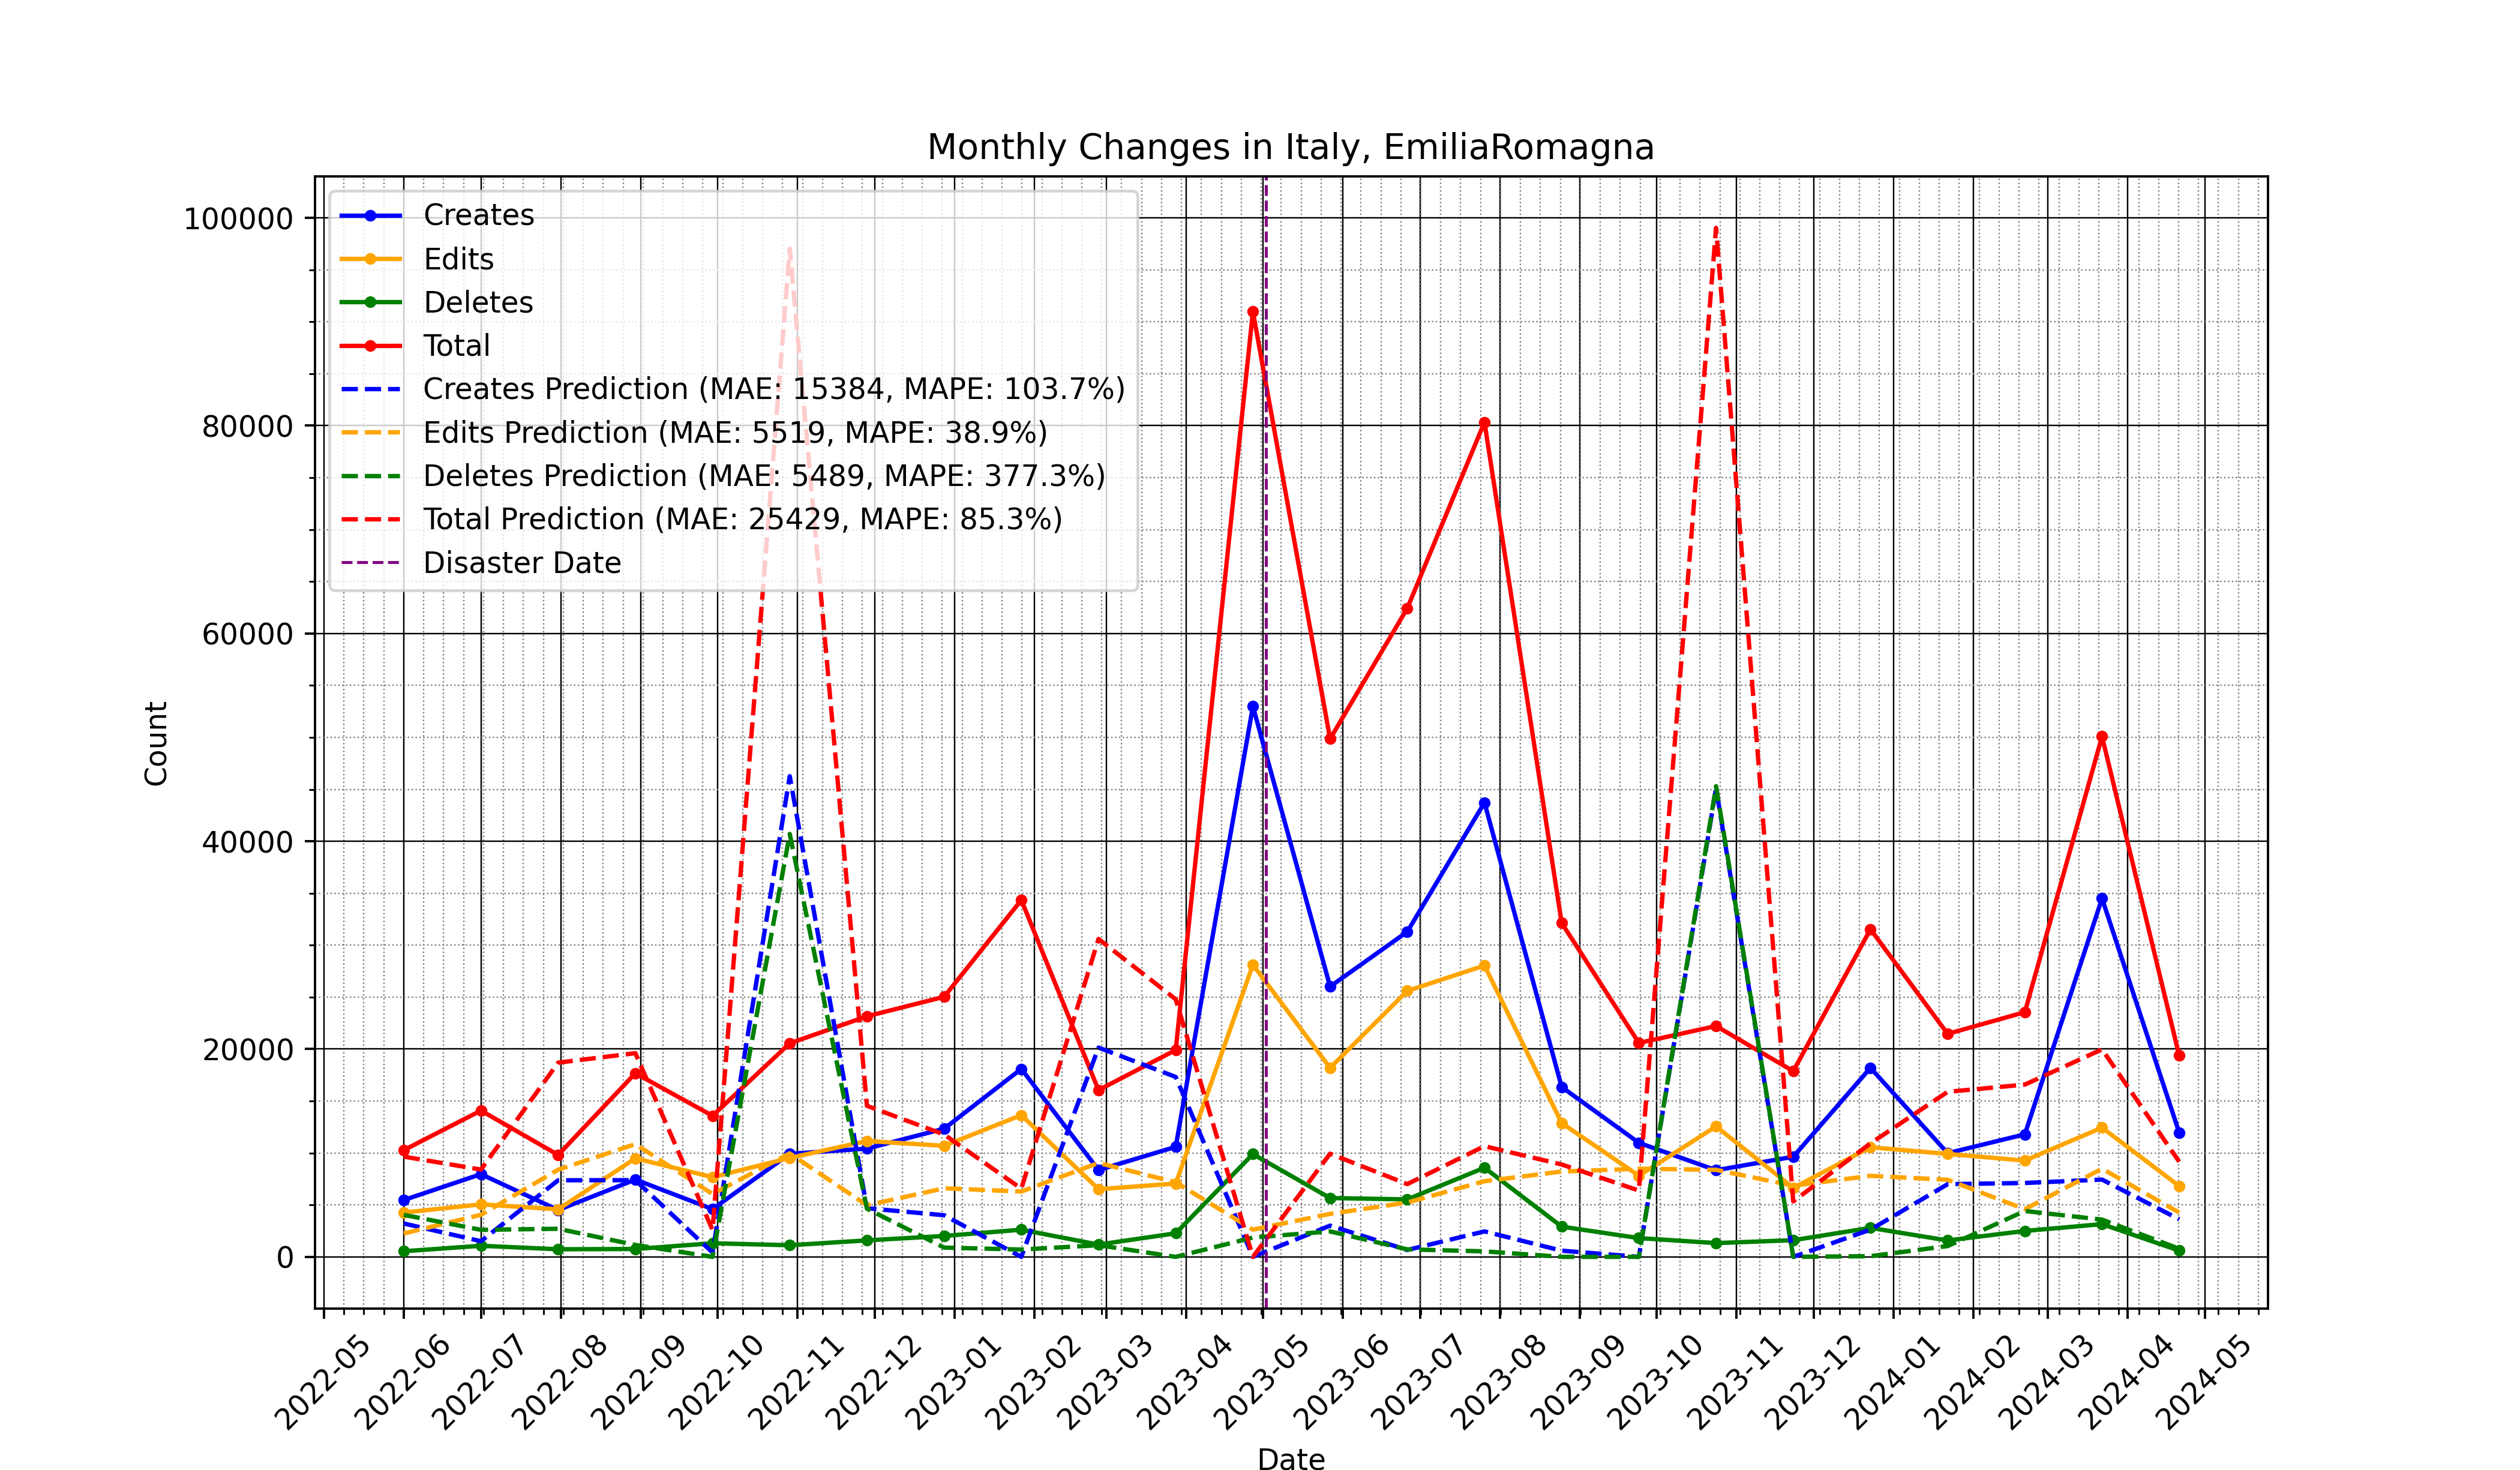 Monthly Changes in Italy, EmiliaRomagna
100000
80000
60000
40000
20000
0
Count
Creates
Edits
Deletes
Total
Creates Prediction (MAE: 15384, MAPE: 103.7%)
Edits Prediction (MAE: 5519, MAPE: 38.9%)
Deletes Prediction (MAE: 5489, MAPE: 377.3%)
Total Prediction (MAE: 25429, MAPE: 85.3%)
Disaster Date
2022-05
2022-06
2022-07
2022-08
2022-09
2022-10
2022-11
2022-12
2023-01
2023-02
2023-03
2023-04
2023-05
2023-06
2023-07
2023-08
2023-09
2023-10
2023-11
2023-12
2024-01
2024-02
2024-03
2024-04
2024-05
Date